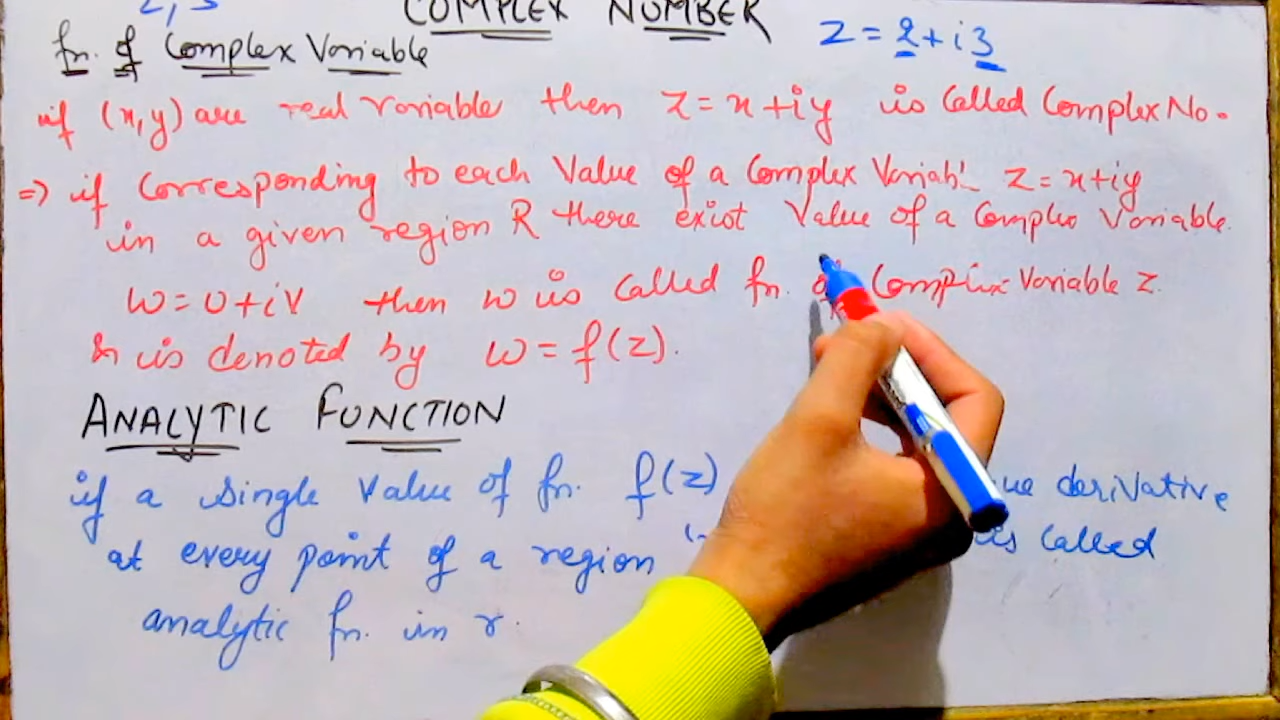 2, 3
COMPLEX NUMBER
fn. of Complex Variable
z = 2 + i3
if (x, y) are real variable then z = x + iy is Called Complex No.
=> if Corresponding to each Value of a Complex Variabl z = x + iy
in a given region R there exist Value of a Complex Variable.
w = u + iv then w is called fn. of Complex Variable z.
& is denoted by w = f(z).
ANALYTIC FUNCTION
if a single Value of fn. f(z) derivative
at every point of a region is called
analytic fn. in r.